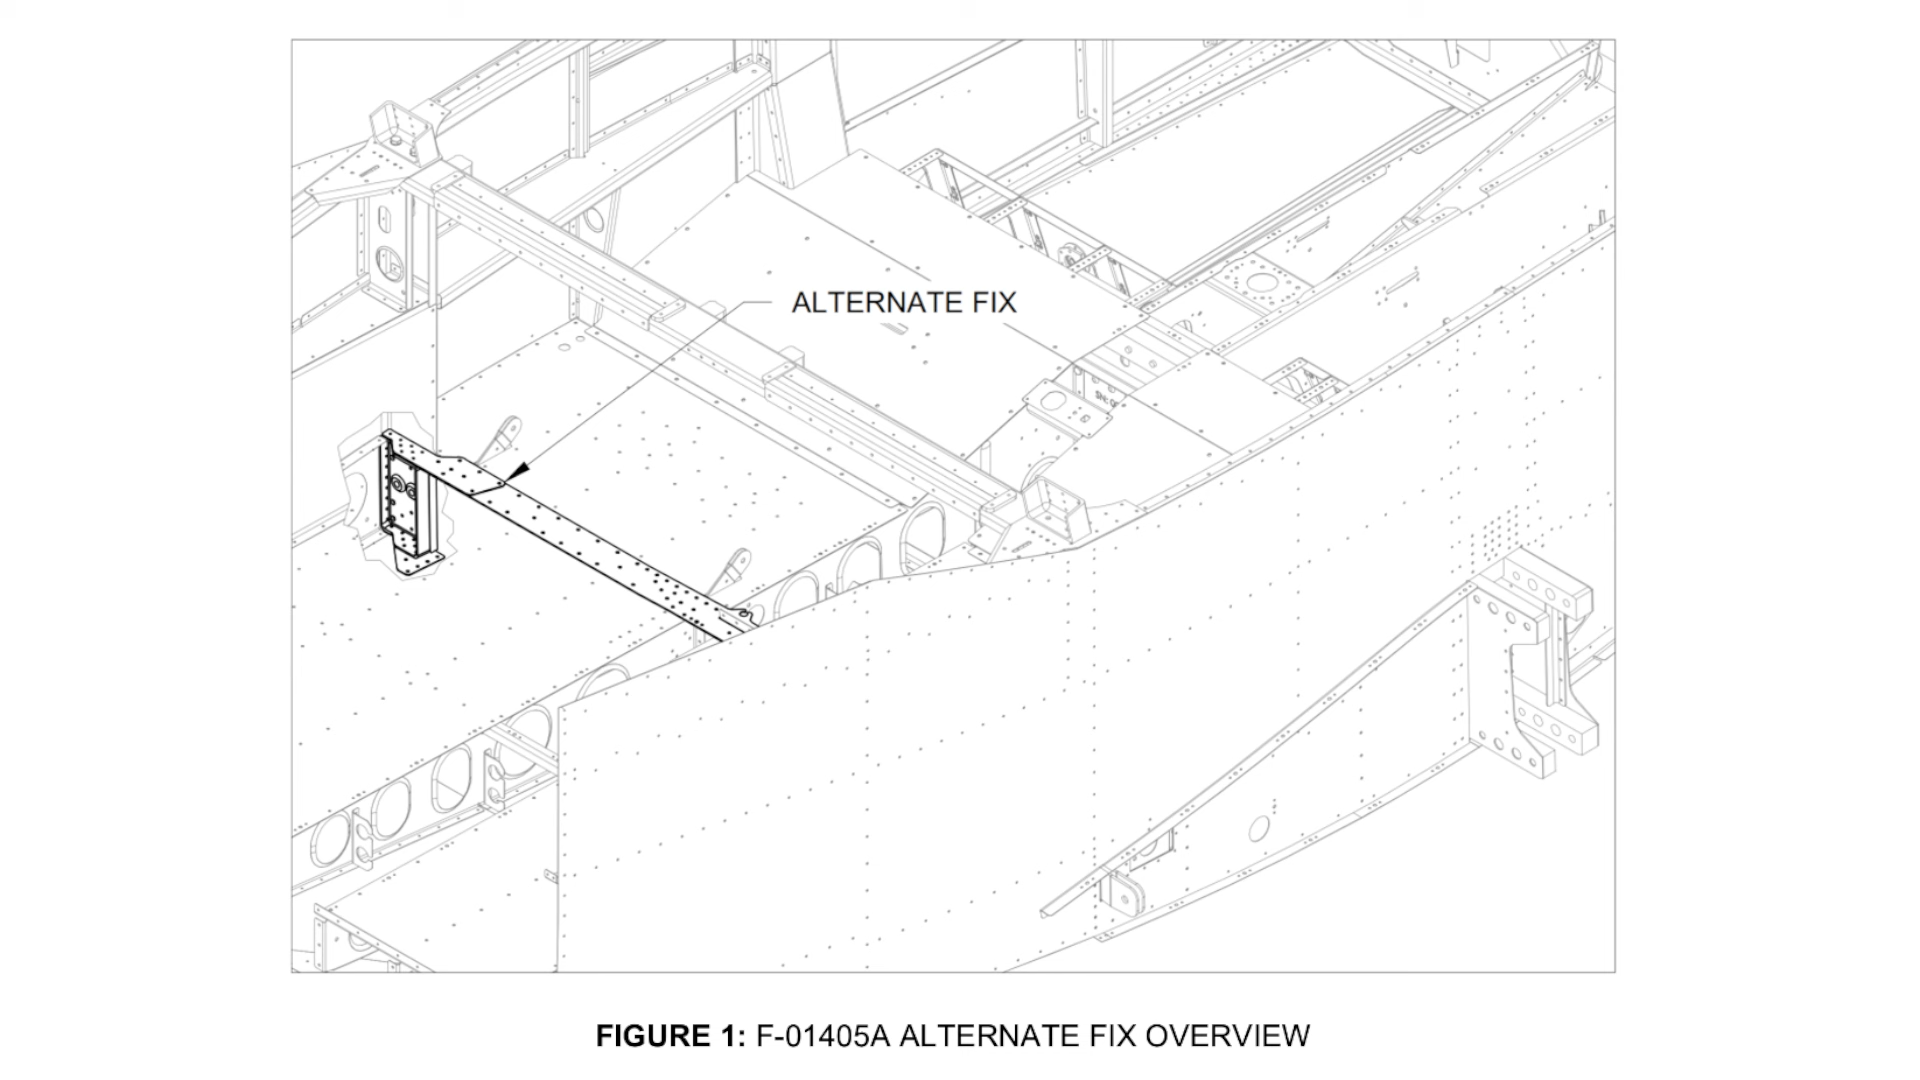 ALTERNATE FIX
FIGURE 1: F-01405A ALTERNATE FIX OVERVIEW